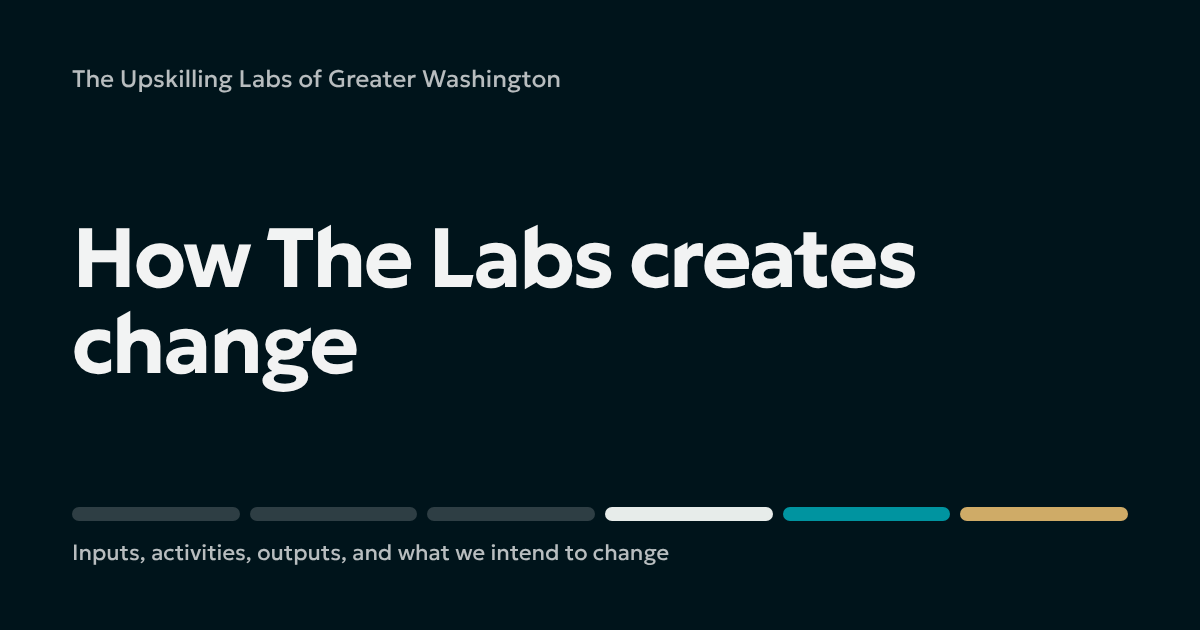 The Upskilling Labs of Greater Washington
How The Labs creates
change
Inputs, activities, outputs, and what we intend to change